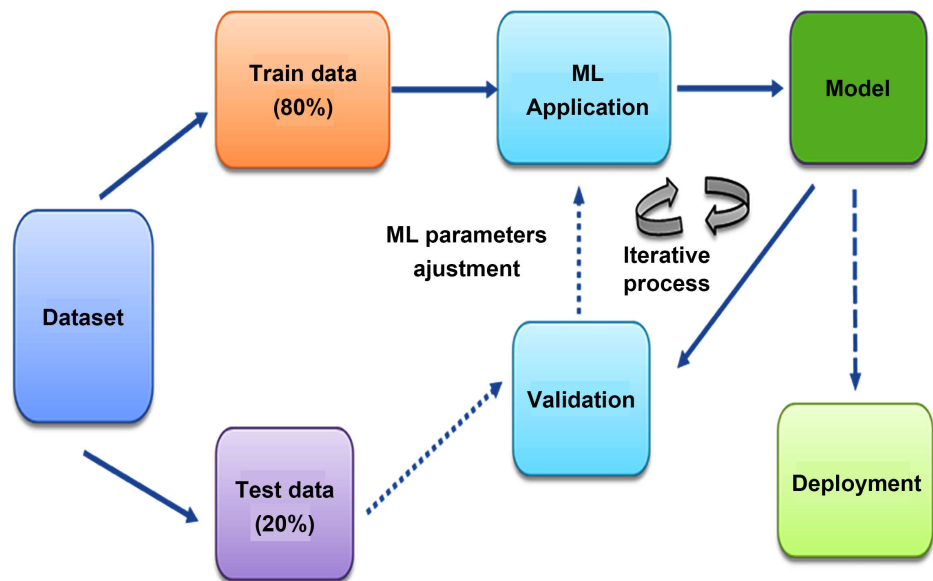 Train data
(80%)
ML
Application
Model
ML parameters
ajustment
Iterative
process
Dataset
Validation
Test data
(20%)
Deployment